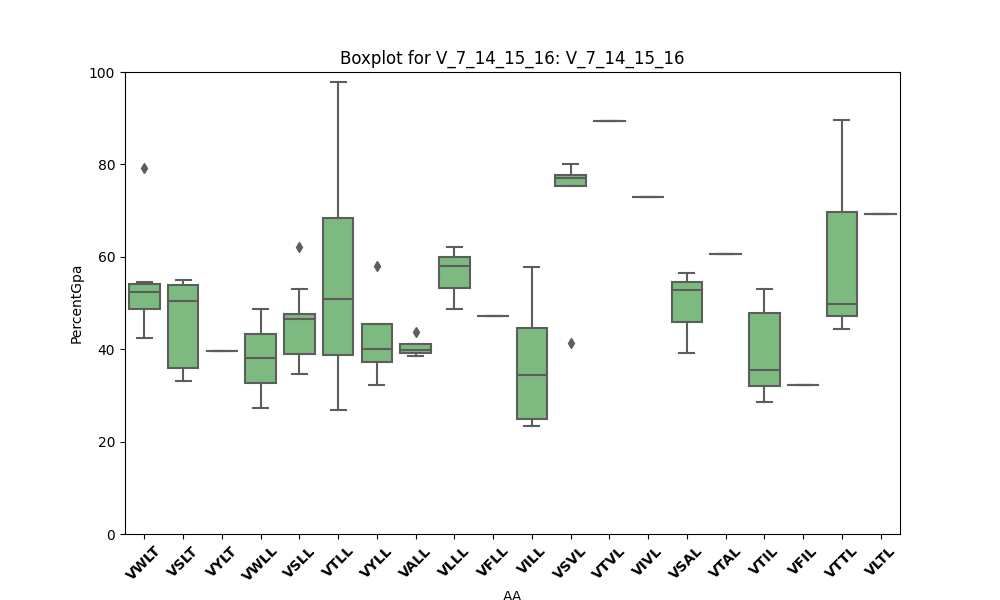 Boxplot for V_7_14_15_16: V_7_14_15_16
100
80
60
40
20
0
PercentGpa
VWLT VSLT VYLT VWLL VSLL VTLL VYLL VALL VLLL VFLL VILL VSVL VTVL VIVL VSAL VTAL VTIL VFIL VTTL VLTL
AA